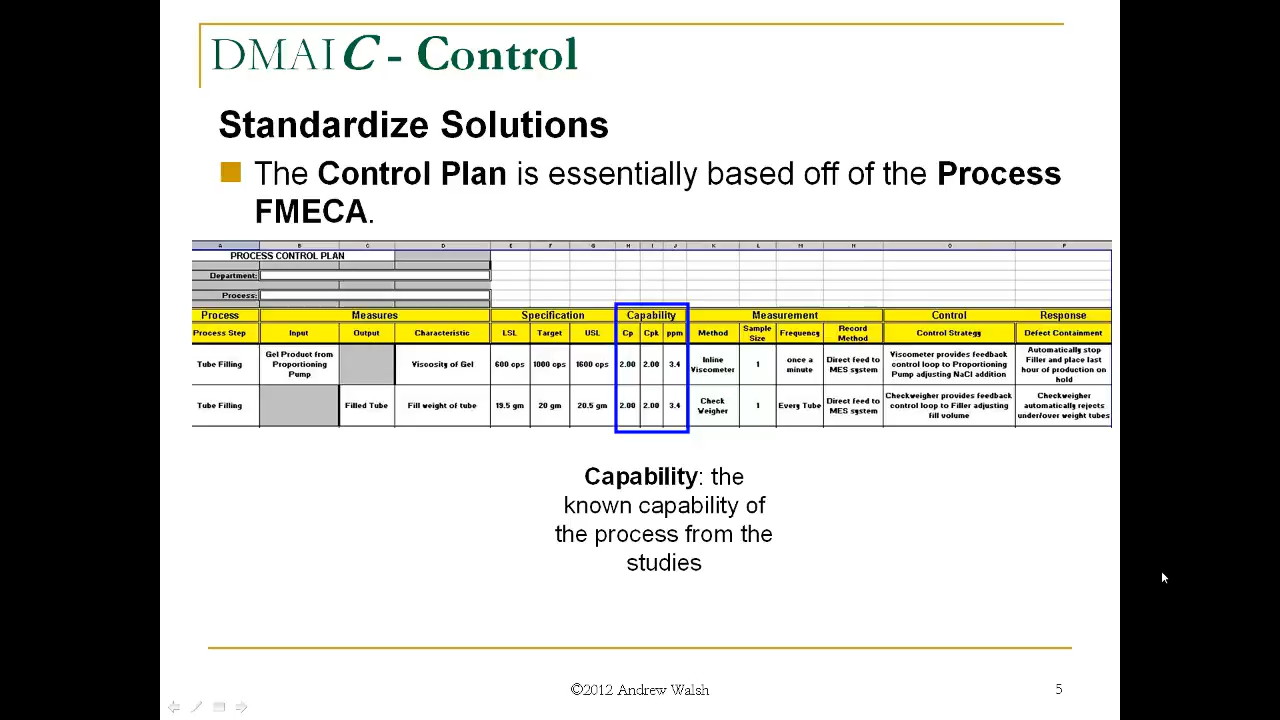 DMAIC - Control
Standardize Solutions
The Control Plan is essentially based off of the Process
FMECA.
A B C D E F G H I J K L M N O P
PROCESS CONTROL PLAN
Department:
Process:
Process Measures Specification Capability Measurement Control Response
Process Step Input Output Characteristic LSL Target USL Cp Cpk ppm Method Sample Size Frequency Record Method Control Strategy Defect Containment
Tube Filling Gel Product from Proportioning Pump Viscosity of Gel 600 cps 1000 cps 1600 cps 2.00 2.00 3.4 Inline Viscometer 1 once a minute Direct feed to MES system Viscometer provides feedback control loop to Proportioning Pump adjusting NaCl addition Automatically stop Filler and place last hour of production on hold
Tube Filling Filled Tube Fill weight of tube 19.5 gm 20 gm 20.5 gm 2.00 2.00 3.4 Check Weigher 1 Every Tube Direct feed to MES system Checkweigher provides feedback control loop to Filler adjusting fill volume Checkweigher automatically rejects under/over weight tubes
Capability: the
known capability of
the process from the
studies
©2012 Andrew Walsh
5